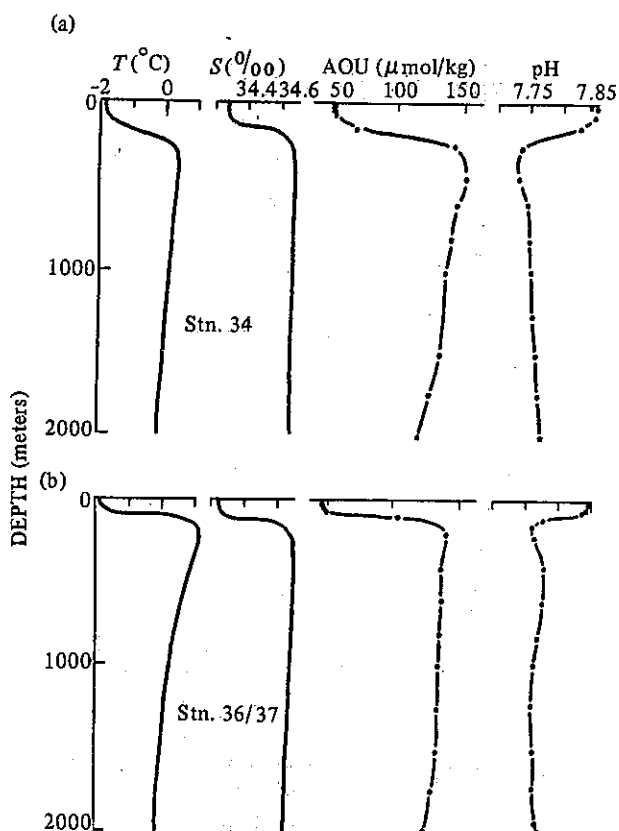 (a)
T (°C) S (⁰/₀₀) AOU (μmol/kg) pH
-2 0 34.4 34.6 50 100 150 7.75 7.85
0
1000
Stn. 34
2000
DEPTH (meters)
(b)
0
1000
Stn. 36/37
2000